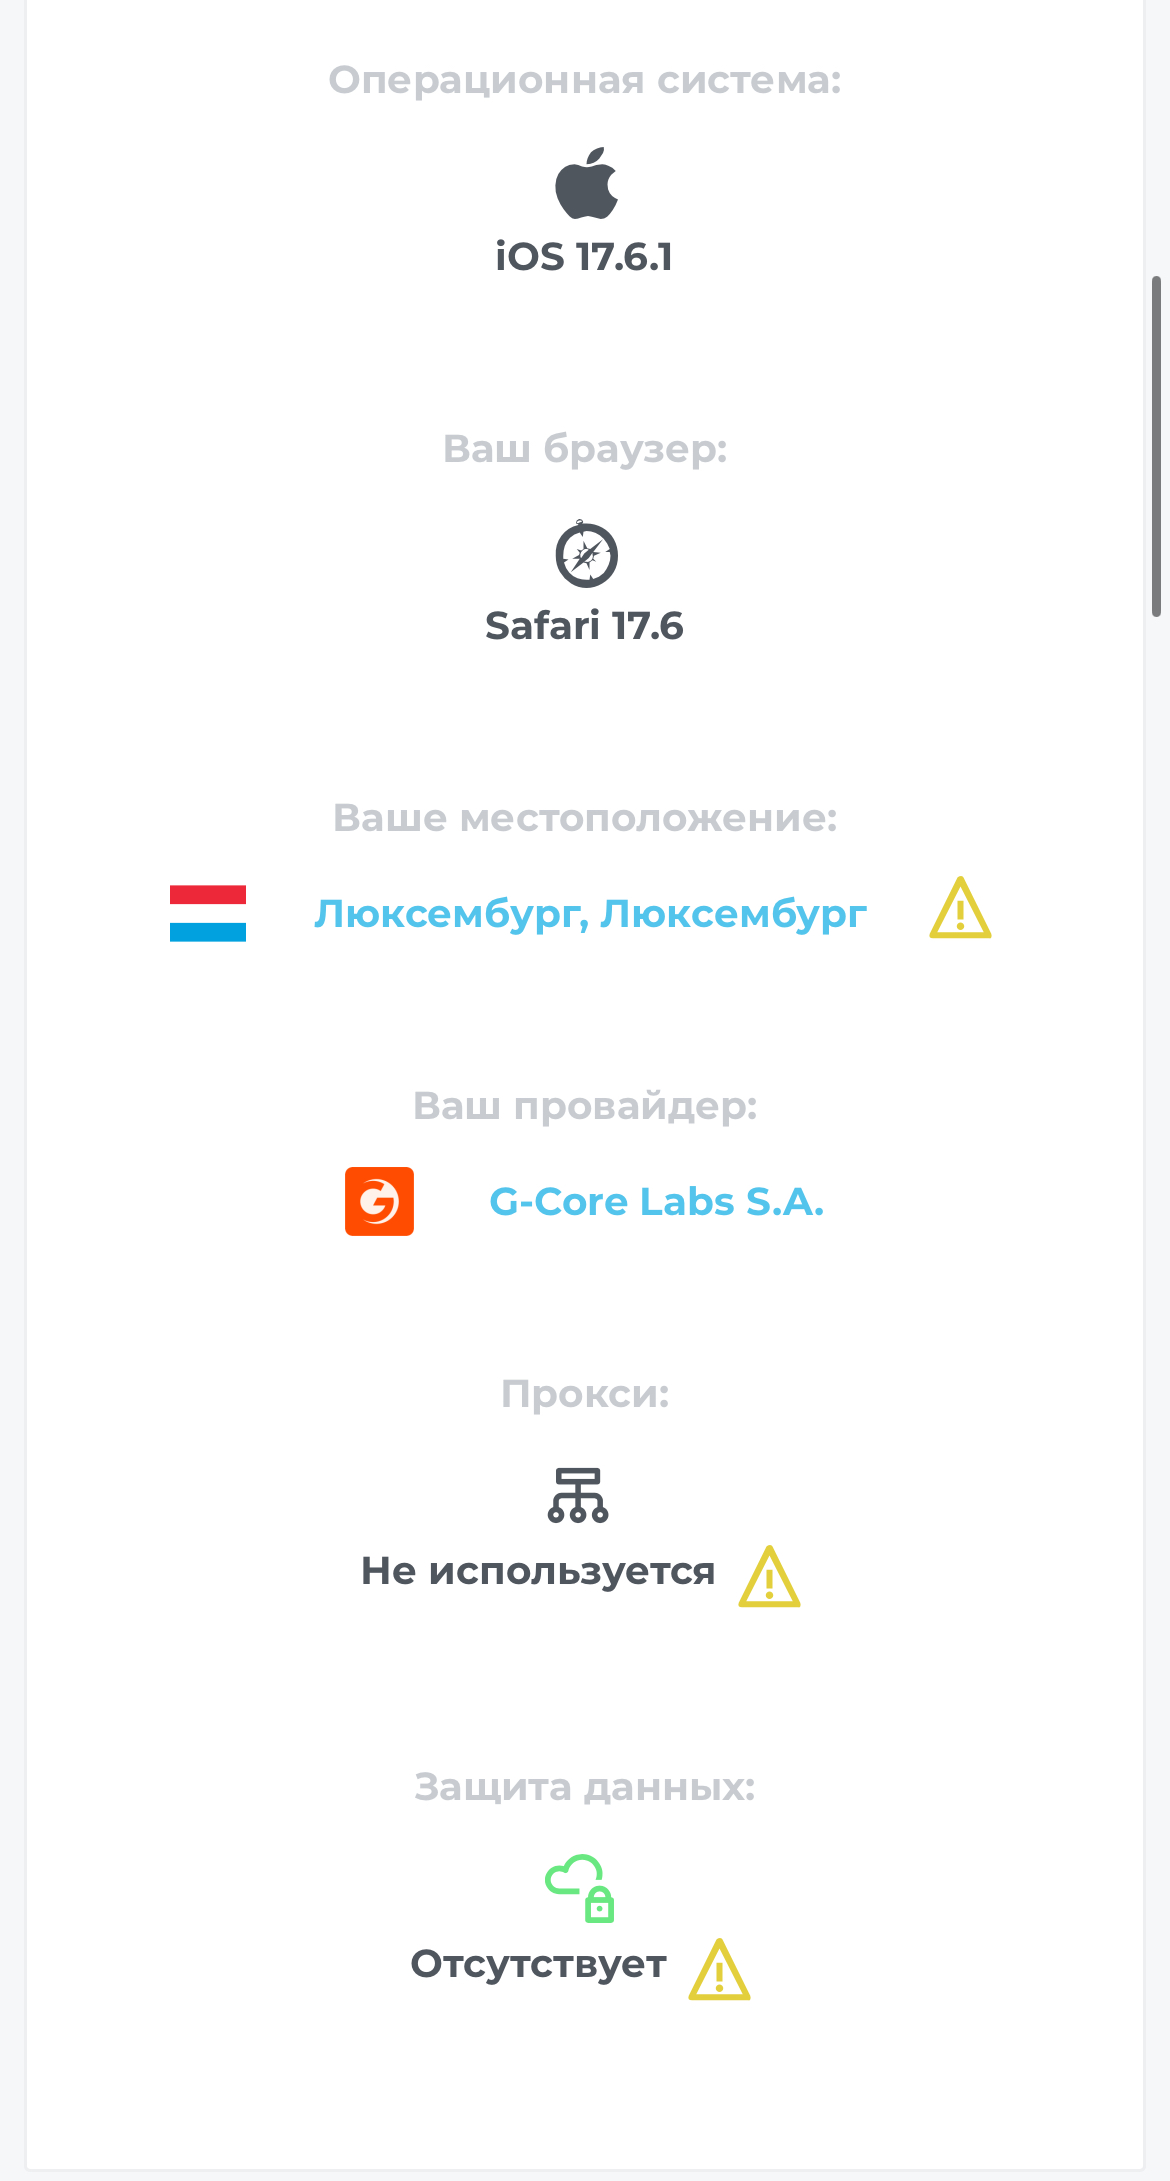 Операционная система:
iOS 17.6.1
Ваш браузер:
Safari 17.6
Ваше местоположение:
Люксембург, Люксембург
Ваш провайдер:
G-Core Labs S.A.
Прокси:
Не используется
Защита данных:
Отсутствует